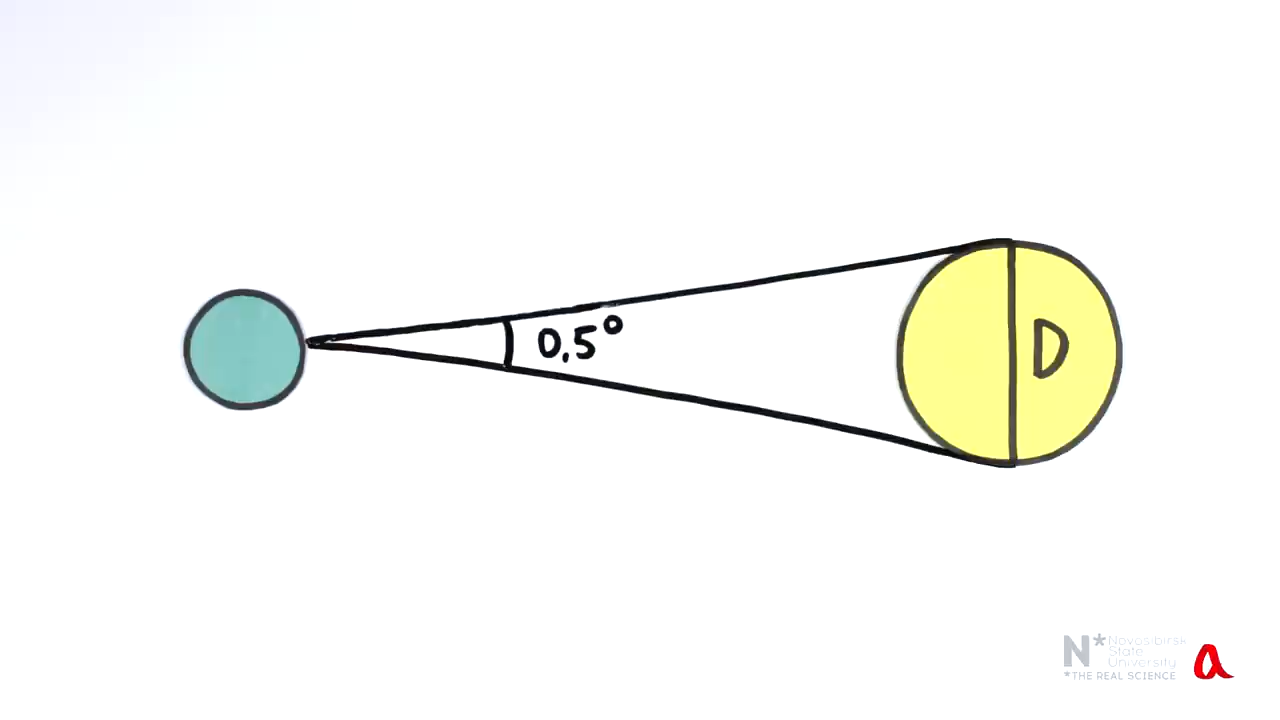 0,5°
D
N* Novosibirsk
State
University
*THE REAL SCIENCE
a